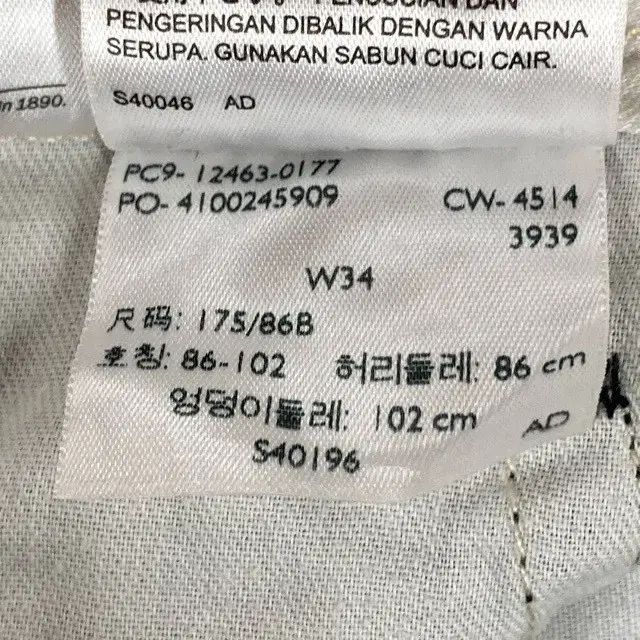 PENCUCIAN DAN
PENGERINGAN DIBALIK DENGAN WARNA
SERUPA. GUNAKAN SABUN CUCI CAIR.
in 1890.
S40046 AD
PC9- 12463-0177
PO- 4100245909 CW- 4514
3939
W34
尺码: 175/86B
호칭: 86-102 허리둘레: 86 cm
엉덩이둘레: 102 cm AD
S40196